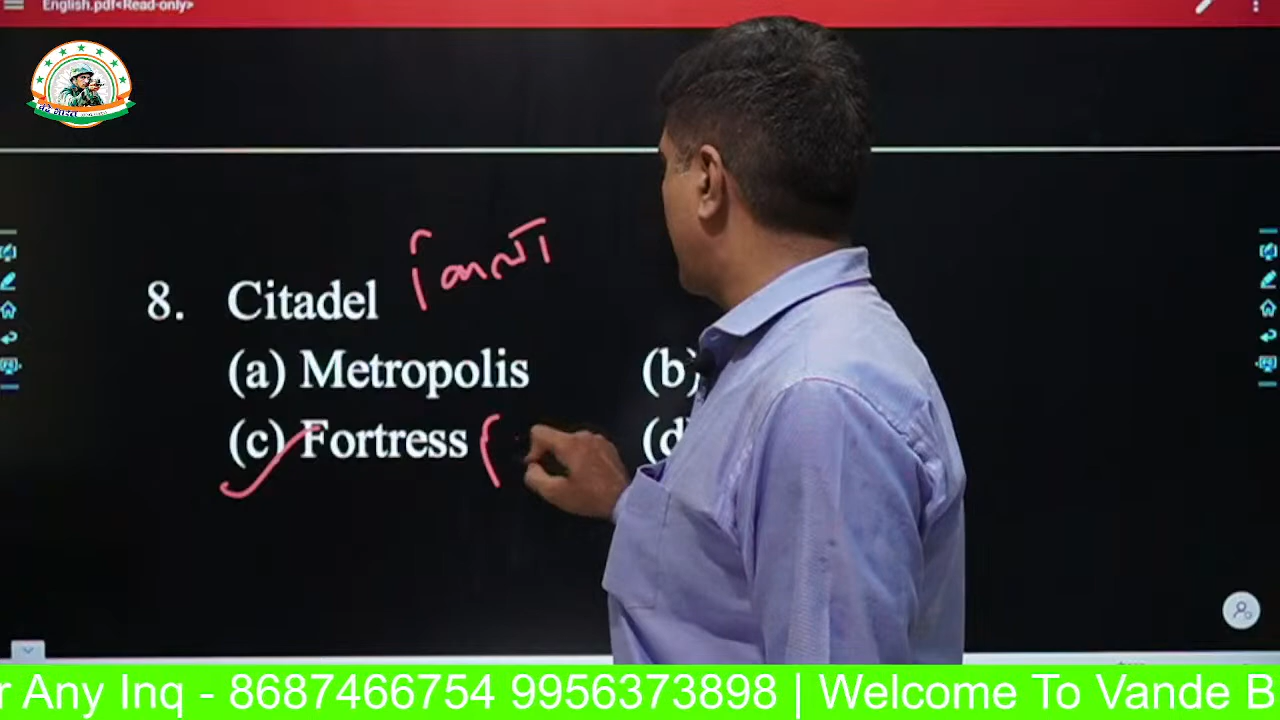 English.pdf<Read-only>
8. Citadel किला
(a) Metropolis (b)
(c) Fortress (d)
r Any Inq - 8687466754 9956373898 | Welcome To Vande B